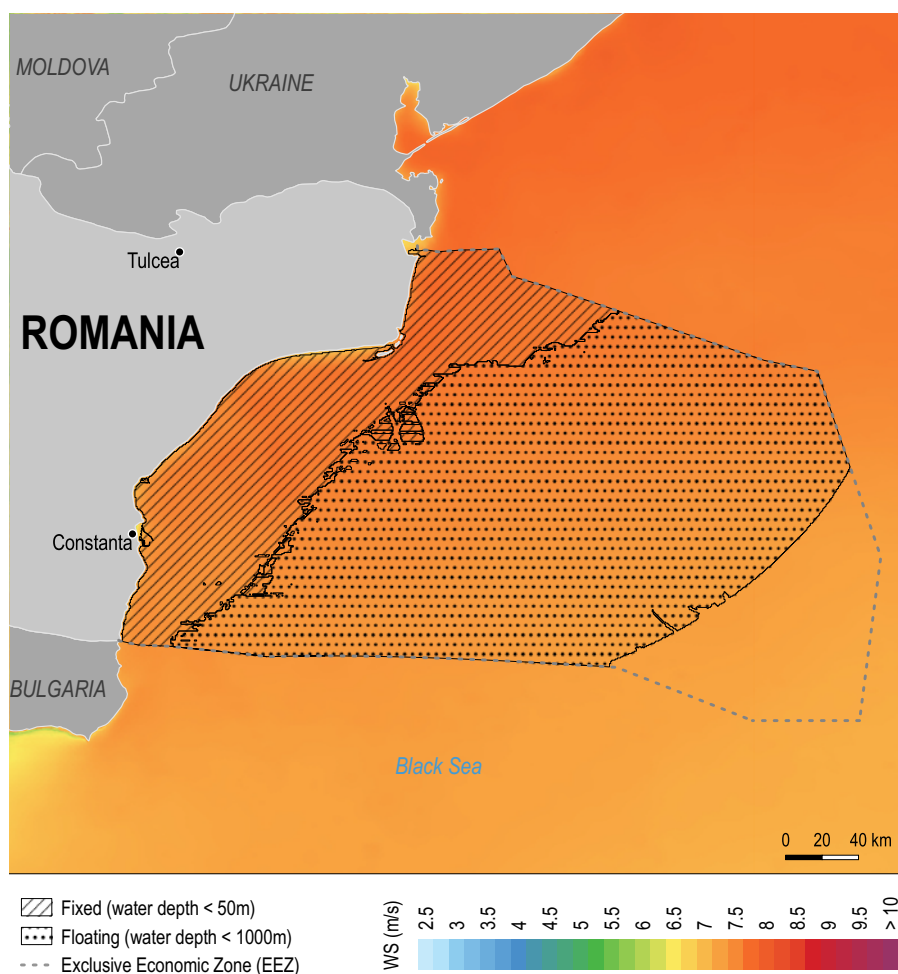 MOLDOVA
UKRAINE
Tulcea
ROMANIA
Constanta
BULGARIA
Black Sea
0 20 40 km
Fixed (water depth < 50m)
Floating (water depth < 1000m)
Exclusive Economic Zone (EEZ)
WS (m/s)
2.5 3 3.5 4 4.5 5 5.5 6 6.5 7 7.5 8 8.5 9 9.5 > 10